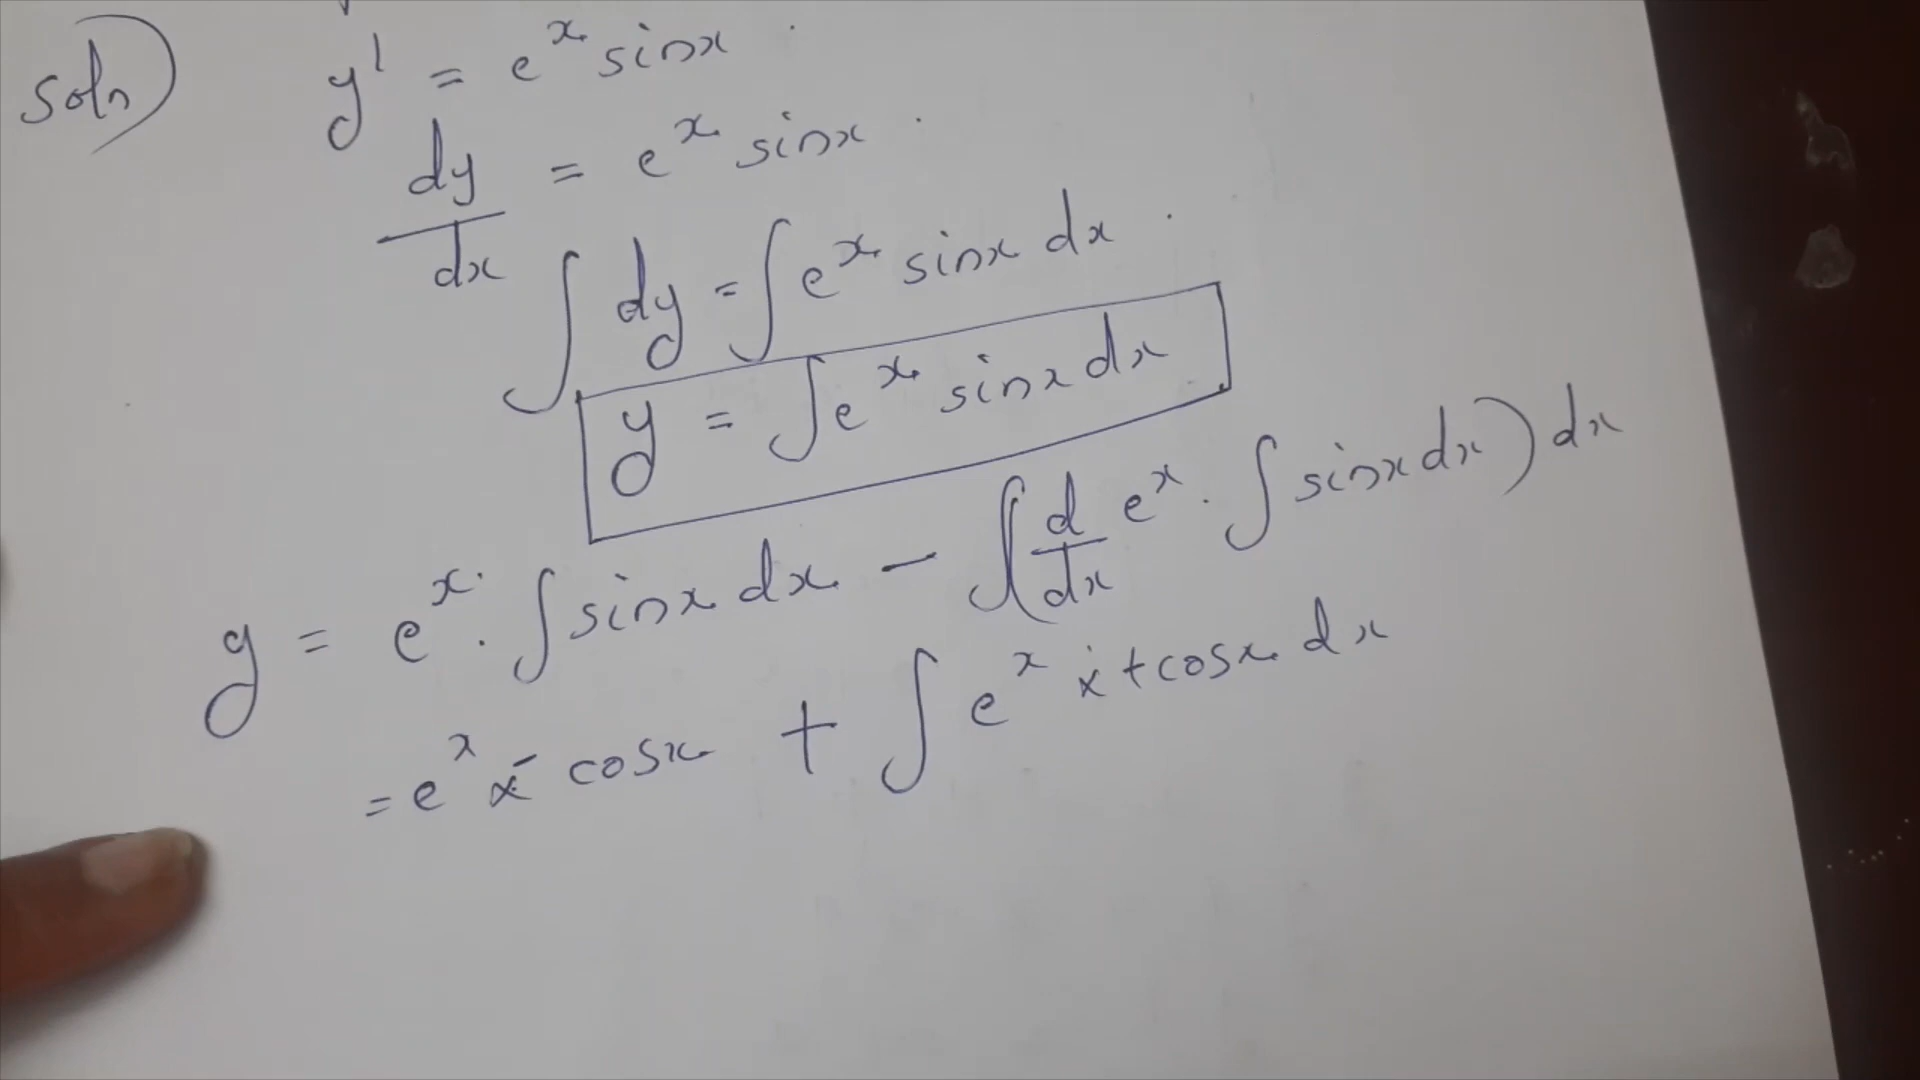 Soln)
y' = e^x sinx.
dy/dx = e^x sinx.
∫ dy = ∫ e^x sinx dx.
y = ∫ e^x sinx dx
y = e^x . ∫ sinx dx - ∫( d/dx e^x . ∫ sinx dx ) dx
= e^x x - cosx + ∫ e^x x + cosx dx